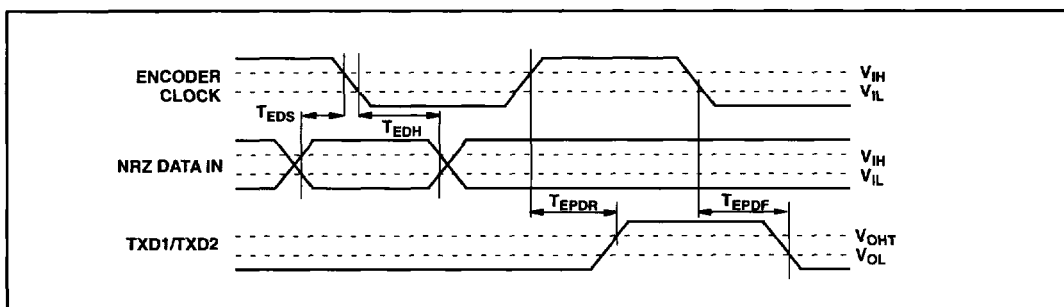 ENCODER
CLOCK
V_IH
V_IL
T_EDS
T_EDH
NRZ DATA IN
V_IH
V_IL
T_EPDR
T_EPDF
TXD1/TXD2
V_OHT
V_OL